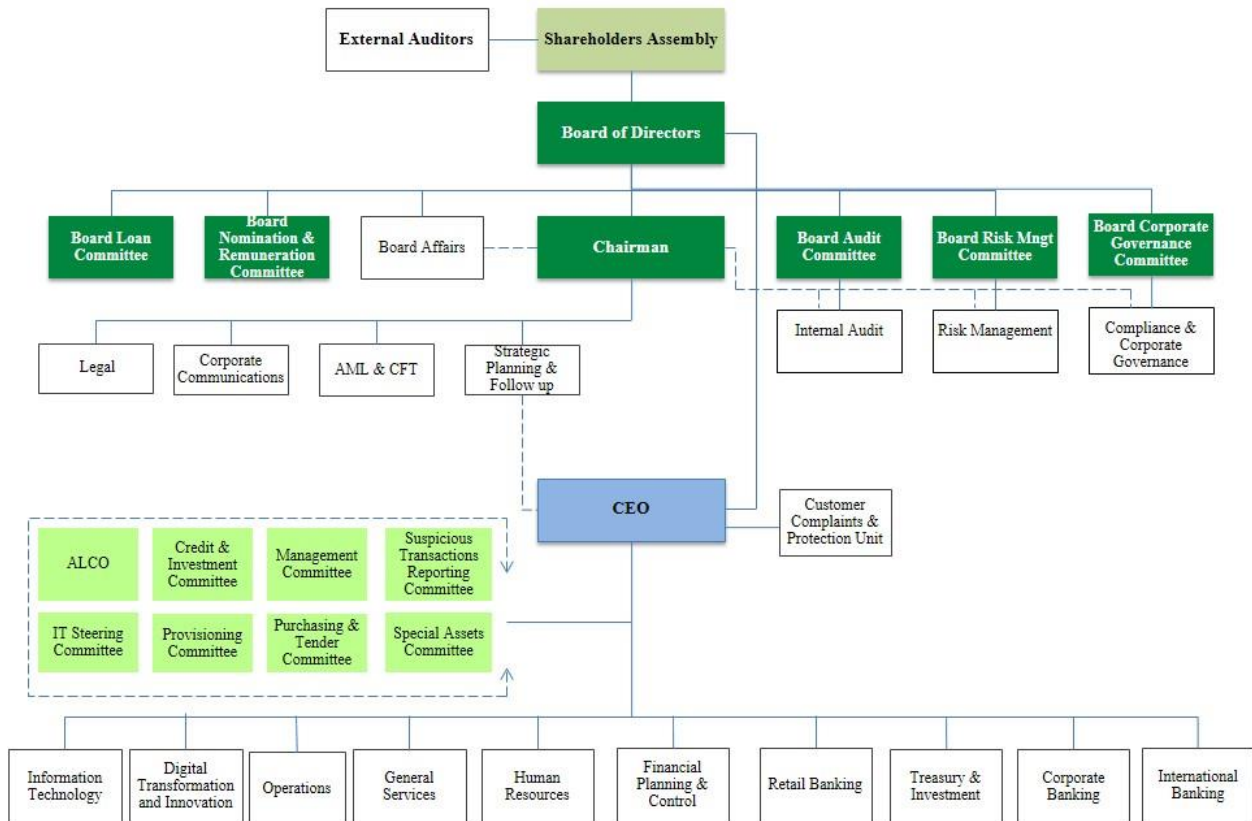 External Auditors
Shareholders Assembly
Board of Directors
Board Loan
Committee
Board
Nomination &
Remuneration
Committee
Board Affairs
Chairman
Board Audit
Committee
Board Risk Mngt
Committee
Board Corporate
Governance
Committee
Legal
Corporate
Communications
AML & CFT
Strategic
Planning &
Follow up
Internal Audit
Risk Management
Compliance &
Corporate
Governance
CEO
Customer
Complaints &
Protection Unit
ALCO
Credit &
Investment
Committee
Management
Committee
Suspicious
Transactions
Reporting
Committee
IT Steering
Committee
Provisioning
Committee
Purchasing &
Tender
Committee
Special Assets
Committee
Information
Technology
Digital
Transformation
and Innovation
Operations
General
Services
Human
Resources
Financial
Planning &
Control
Retail Banking
Treasury &
Investment
Corporate
Banking
International
Banking